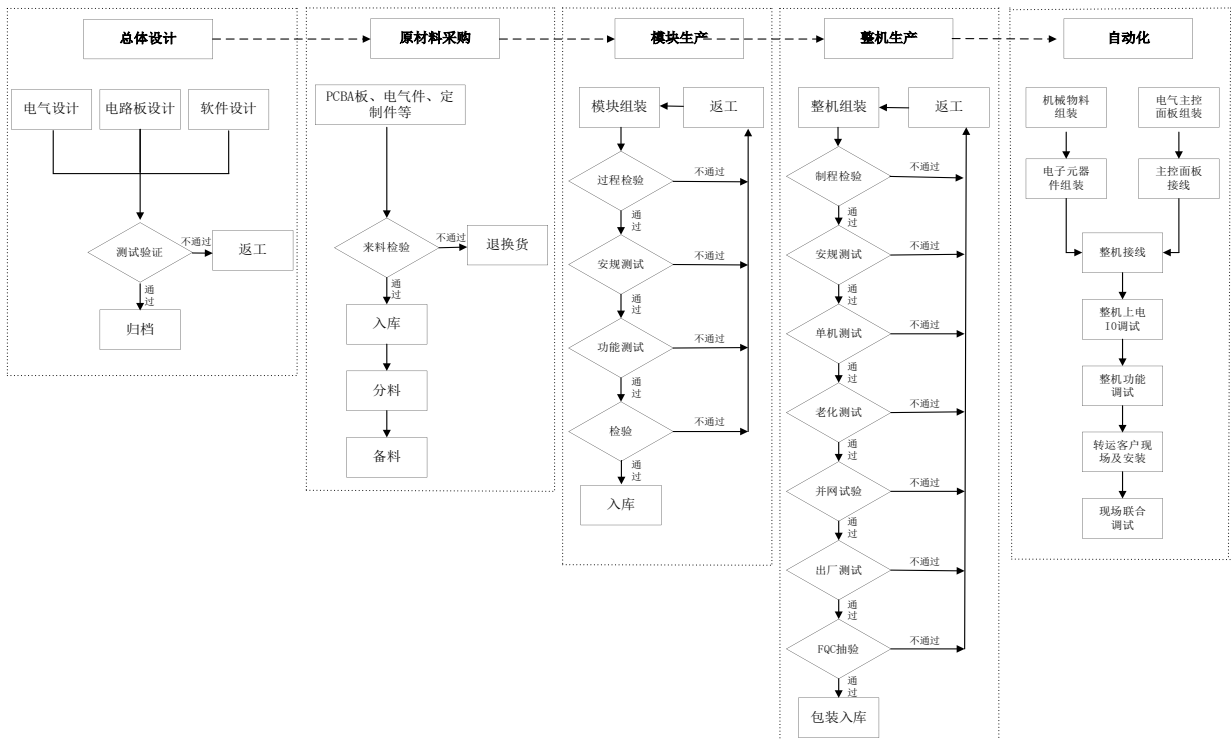 总体设计
原材料采购
模块生产
整机生产
自动化
电气设计
电路板设计
软件设计
测试验证
不通过
返工
通
过
归档
PCBA板、电气件、定
制件等
来料检验
不通过
退换货
通
过
入库
分料
备料
模块组装
返工
过程检验
不通过
通
过
安规测试
不通过
通
过
功能测试
不通过
通
过
检验
不通过
通
过
入库
整机组装
返工
制程检验
不通过
通
过
安规测试
不通过
通
过
单机测试
不通过
通
过
老化测试
不通过
通
过
并网试验
不通过
通
过
出厂测试
不通过
通
过
FQC抽验
不通过
通
过
包装入库
机械物料
组装
电气主控
面板组装
电子元器
件组装
主控面板
接线
整机接线
整机上电
IO调试
整机功能
调试
转运客户现
场及安装
现场联合
调试